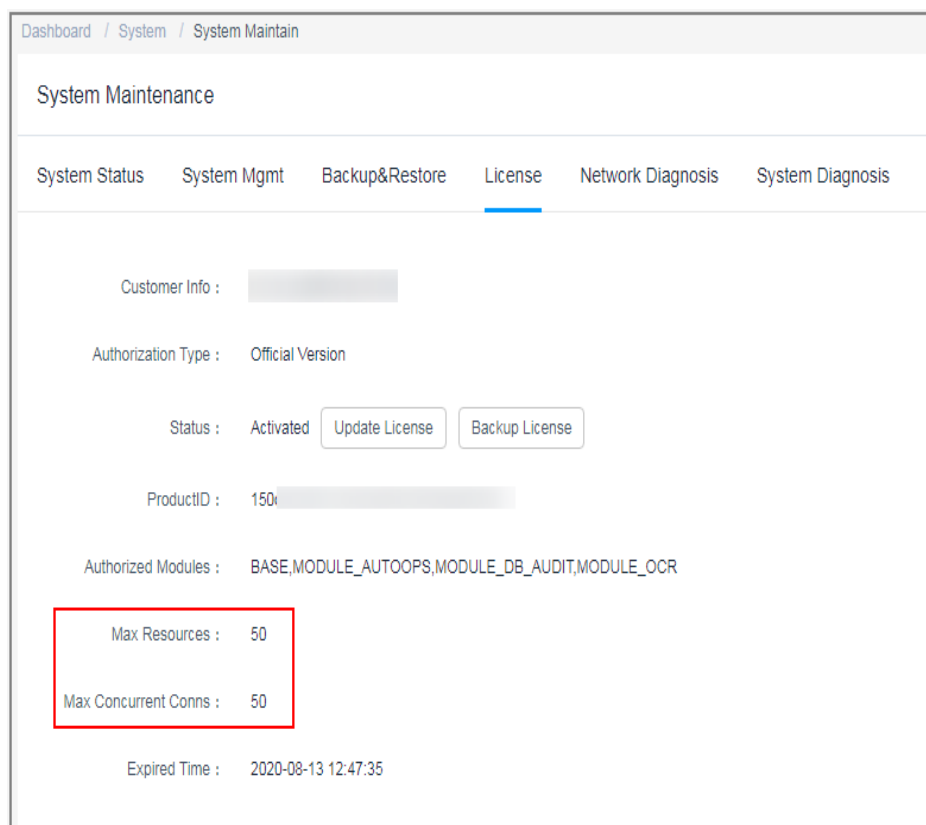 Dashboard / System / System Maintain
System Maintenance
System Status System Mgmt Backup&Restore License Network Diagnosis System Diagnosis
Customer Info :
Authorization Type : Official Version
Status : Activated Update License Backup License
ProductID : 150
Authorized Modules : BASE,MODULE_AUTOOPS,MODULE_DB_AUDIT,MODULE_OCR
Max Resources : 50
Max Concurrent Conns : 50
Expired Time : 2020-08-13 12:47:35